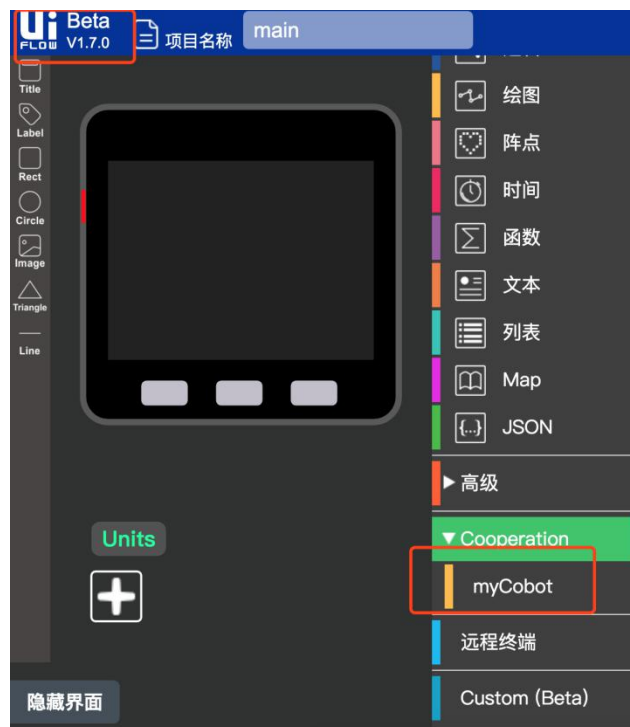 Ui
FLOW
Beta
V1.7.0
项目名称
main
Title
Label
Rect
Circle
Image
Triangle
Line
Units
隐藏界面
绘图
阵点
时间
函数
文本
列表
Map
{...} JSON
高级
Cooperation
myCobot
远程终端
Custom (Beta)